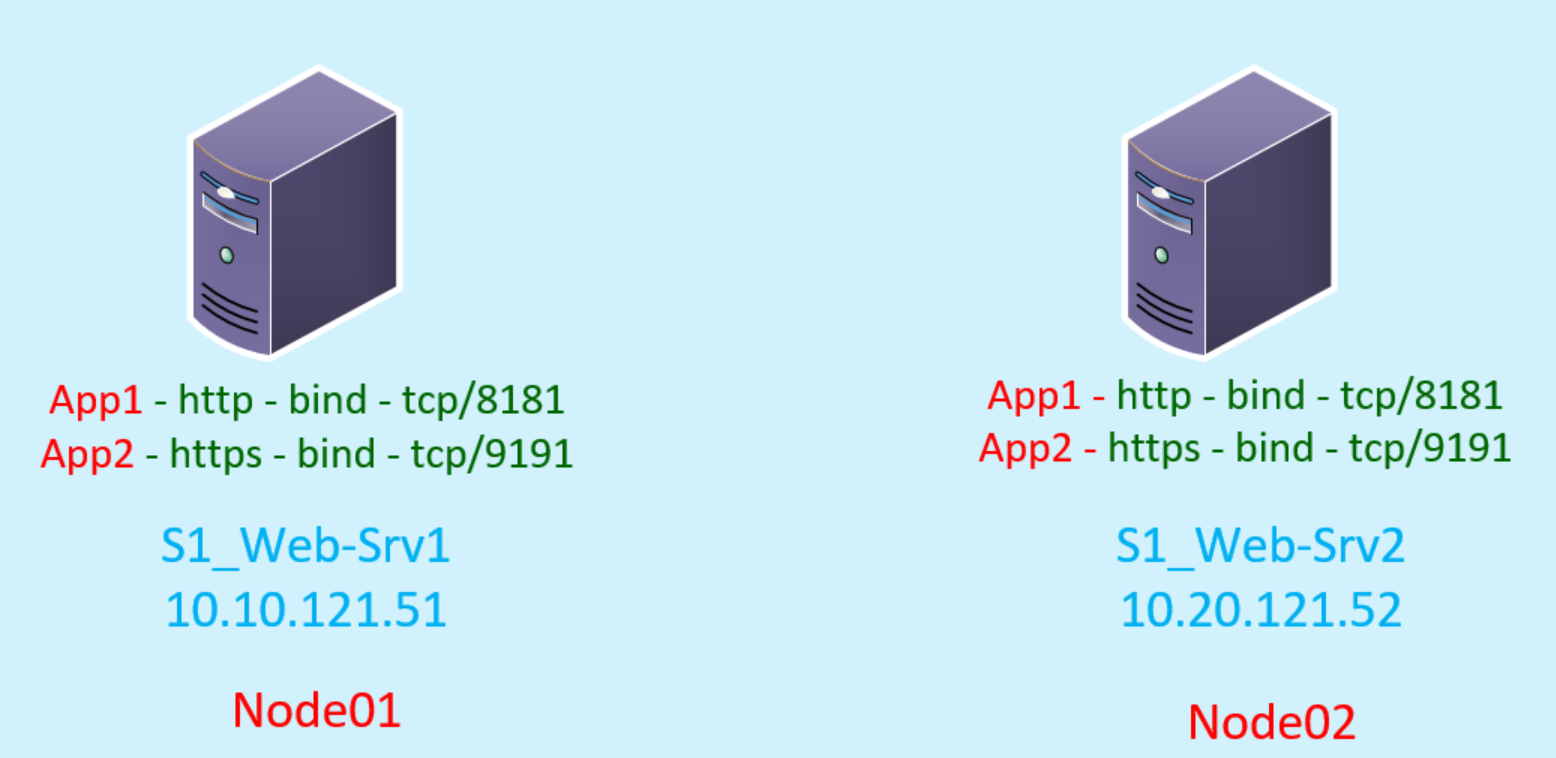 App1 - http - bind - tcp/8181
App2 - https - bind - tcp/9191
S1_Web-Srv1
10.10.121.51
Node01
App1 - http - bind - tcp/8181
App2 - https - bind - tcp/9191
S1_Web-Srv2
10.20.121.52
Node02